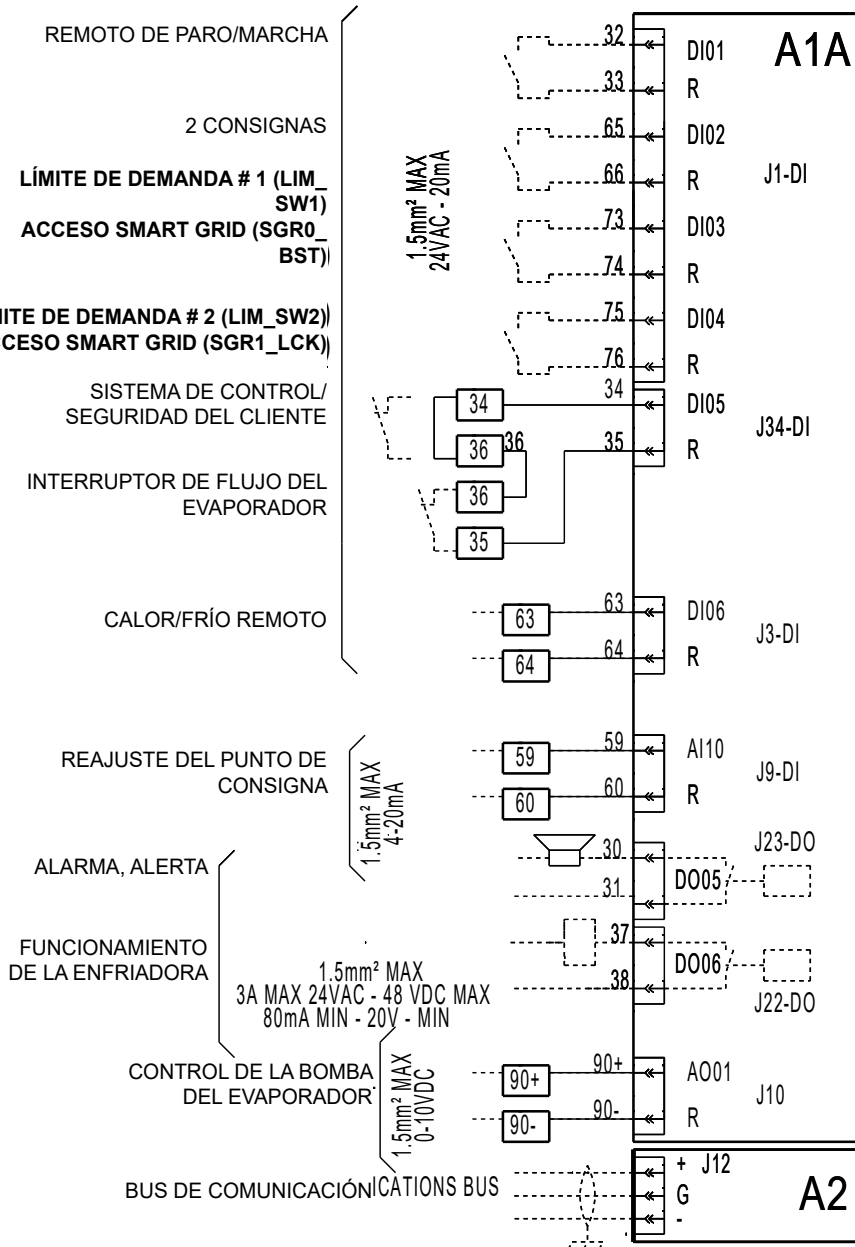 REMOTO DE PARO/MARCHA
32
DI01
A1A
33
R
2 CONSIGNAS
65
DI02
LÍMITE DE DEMANDA # 1 (LIM_
SW1)
66
R
J1-DI
1.5mm² MAX
24VAC - 20mA
ACCESO SMART GRID (SGR0_
BST)
73
DI03
74
R
MITE DE DEMANDA # 2 (LIM_SW2)
75
DI04
CESO SMART GRID (SGR1_LCK)
76
R
SISTEMA DE CONTROL/
SEGURIDAD DEL CLIENTE
34
34
DI05
J34-DI
36
36
35
R
INTERRUPTOR DE FLUJO DEL
EVAPORADOR
36
35
CALOR/FRÍO REMOTO
63
63
DI06
J3-DI
64
64
R
REAJUSTE DEL PUNTO DE
CONSIGNA
1.5mm² MAX
4-20mA
59
59
AI10
J9-DI
60
60
R
ALARMA, ALERTA
30
J23-DO
31
DO05
FUNCIONAMIENTO
DE LA ENFRIADORA
37
DO06
38
J22-DO
1.5mm² MAX
3A MAX 24VAC - 48 VDC MAX
80mA MIN - 20V - MIN
CONTROL DE LA BOMBA
DEL EVAPORADOR
1.5mm² MAX
0-10VDC
90+
90+
AO01
J10
90-
90-
R
BUS DE COMUNICACIÓN
ICATIONS BUS
+ J12
G
-
A2